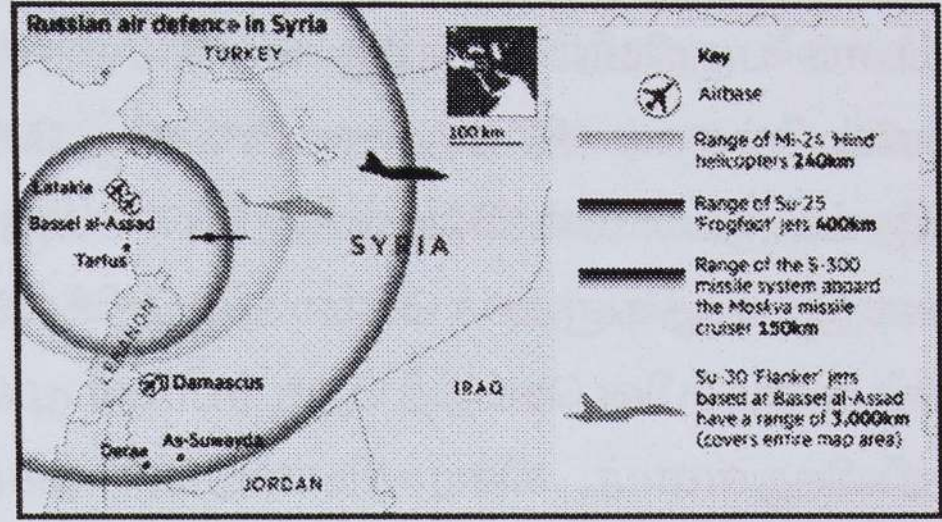 Russian air defence in Syria
TURKEY
100 km
Key
Airbase
Range of Mi-24 'Hind'
helicopters 240km
Latakia
Bassel al-Assad
Tartus
SYRIA
Range of Su-25
'Frogfoot' jets 400km
Range of the S-300
missile system aboard
the Moskva missile
cruiser 150km
LEBANON
Damascus
IRAQ
Su-30 'Flanker' jets
based at Bassel al-Assad
have a range of 3,000km
(covers entire map area)
Deraa
As-Suwayda
JORDAN